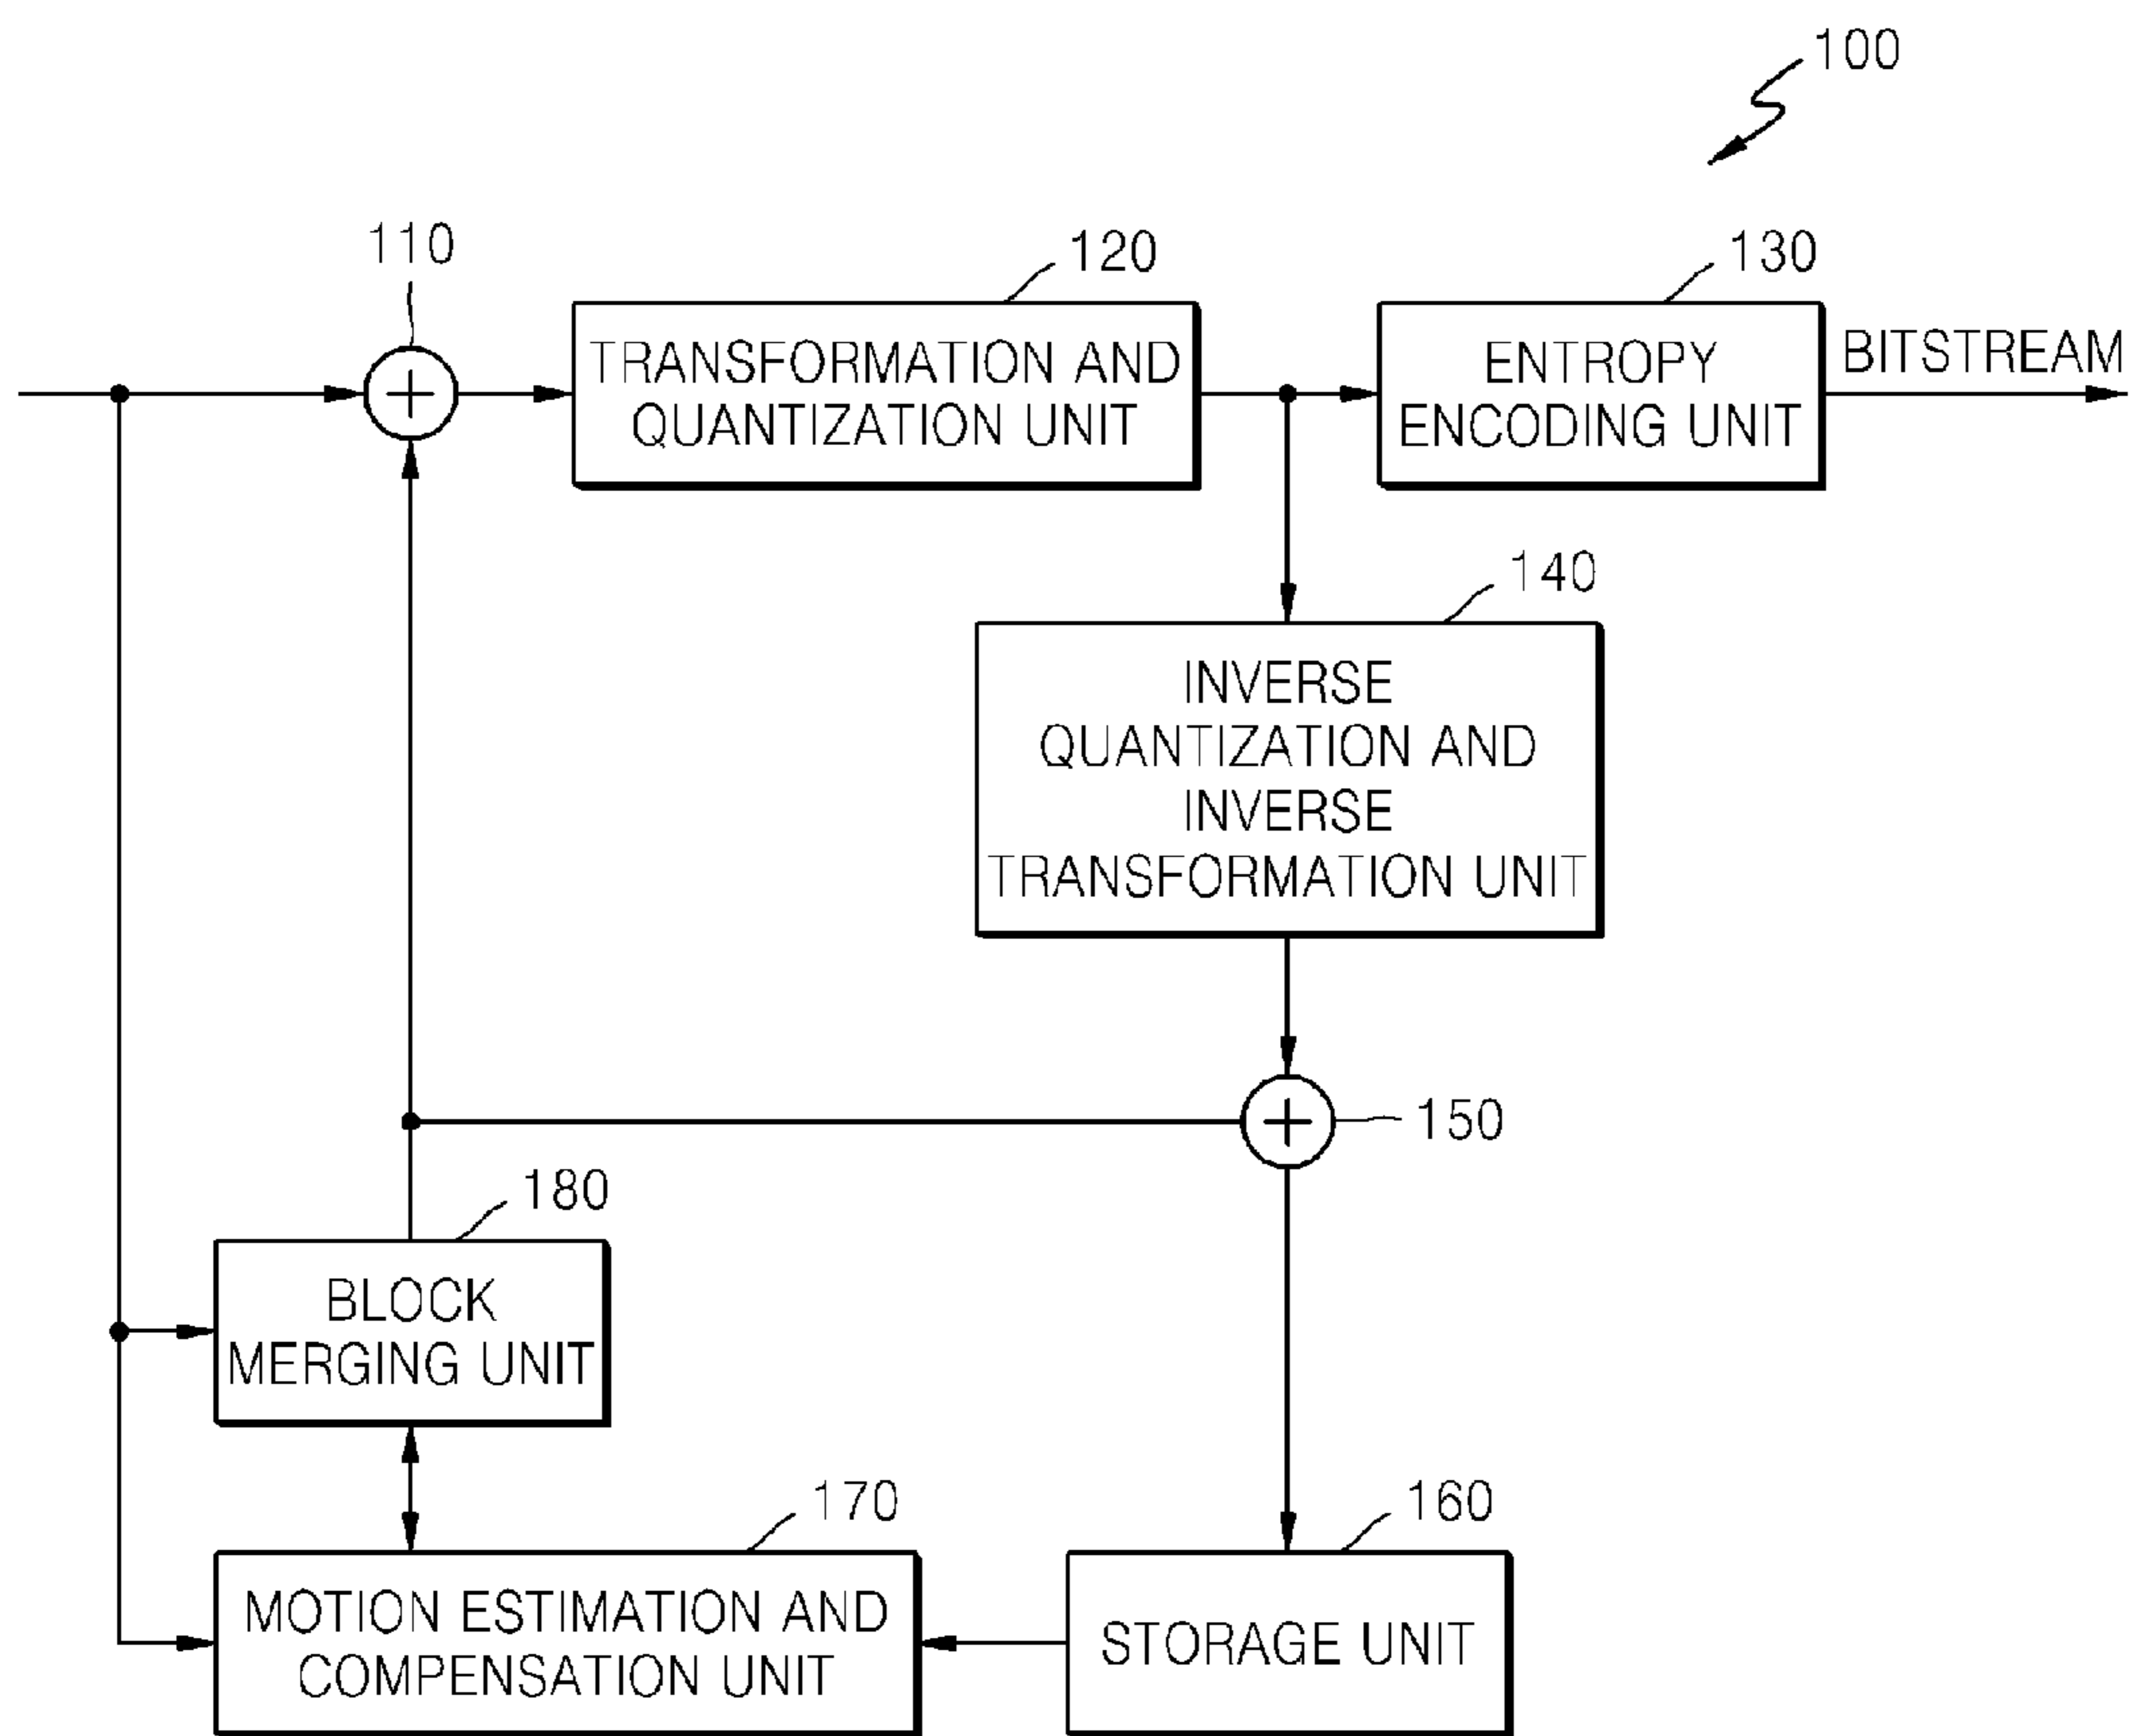 100
110
120
130
TRANSFORMATION AND
QUANTIZATION UNIT
ENTROPY
ENCODING UNIT
BITSTREAM
140
INVERSE
QUANTIZATION AND
INVERSE
TRANSFORMATION UNIT
150
180
BLOCK
MERGING UNIT
170
160
MOTION ESTIMATION AND
COMPENSATION UNIT
STORAGE UNIT